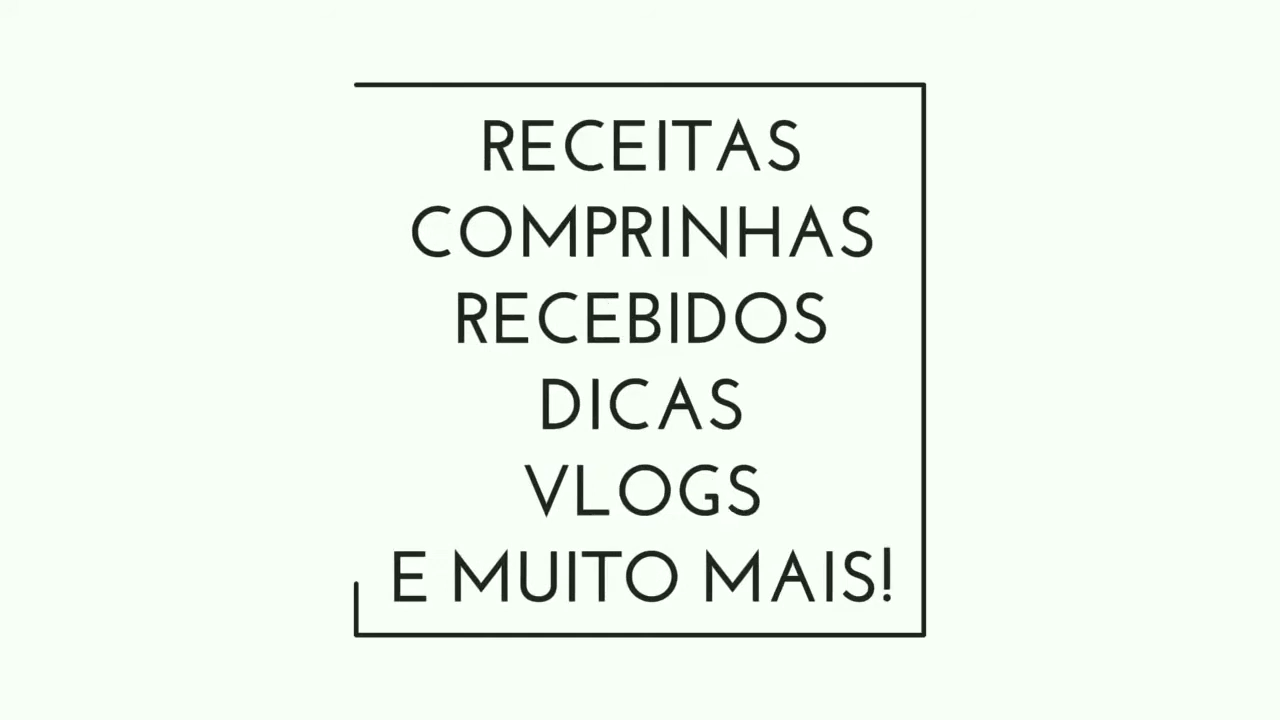 RECEITAS
COMPRINHAS
RECEBIDOS
DICAS
VLOGS
E MUITO MAIS!